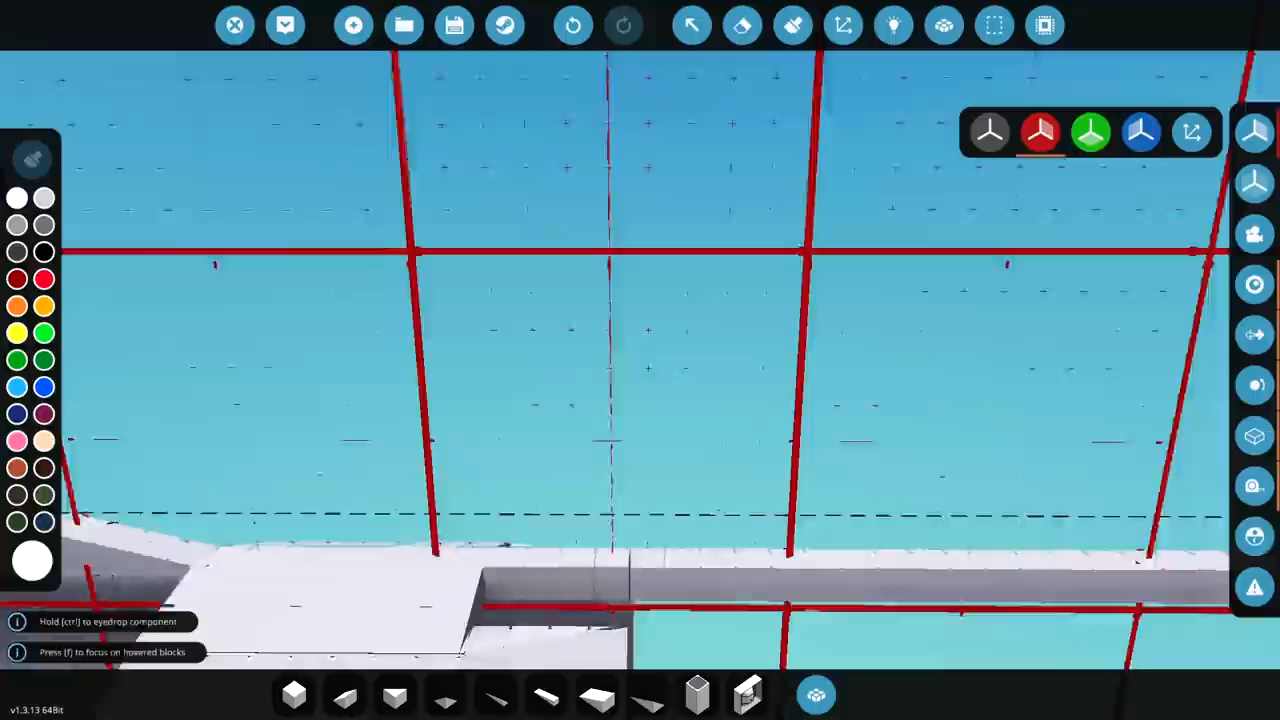 Hold [ctrl] to eyedrop component
Press [f] to focus on hovered blocks
v1.3.13 64Bit